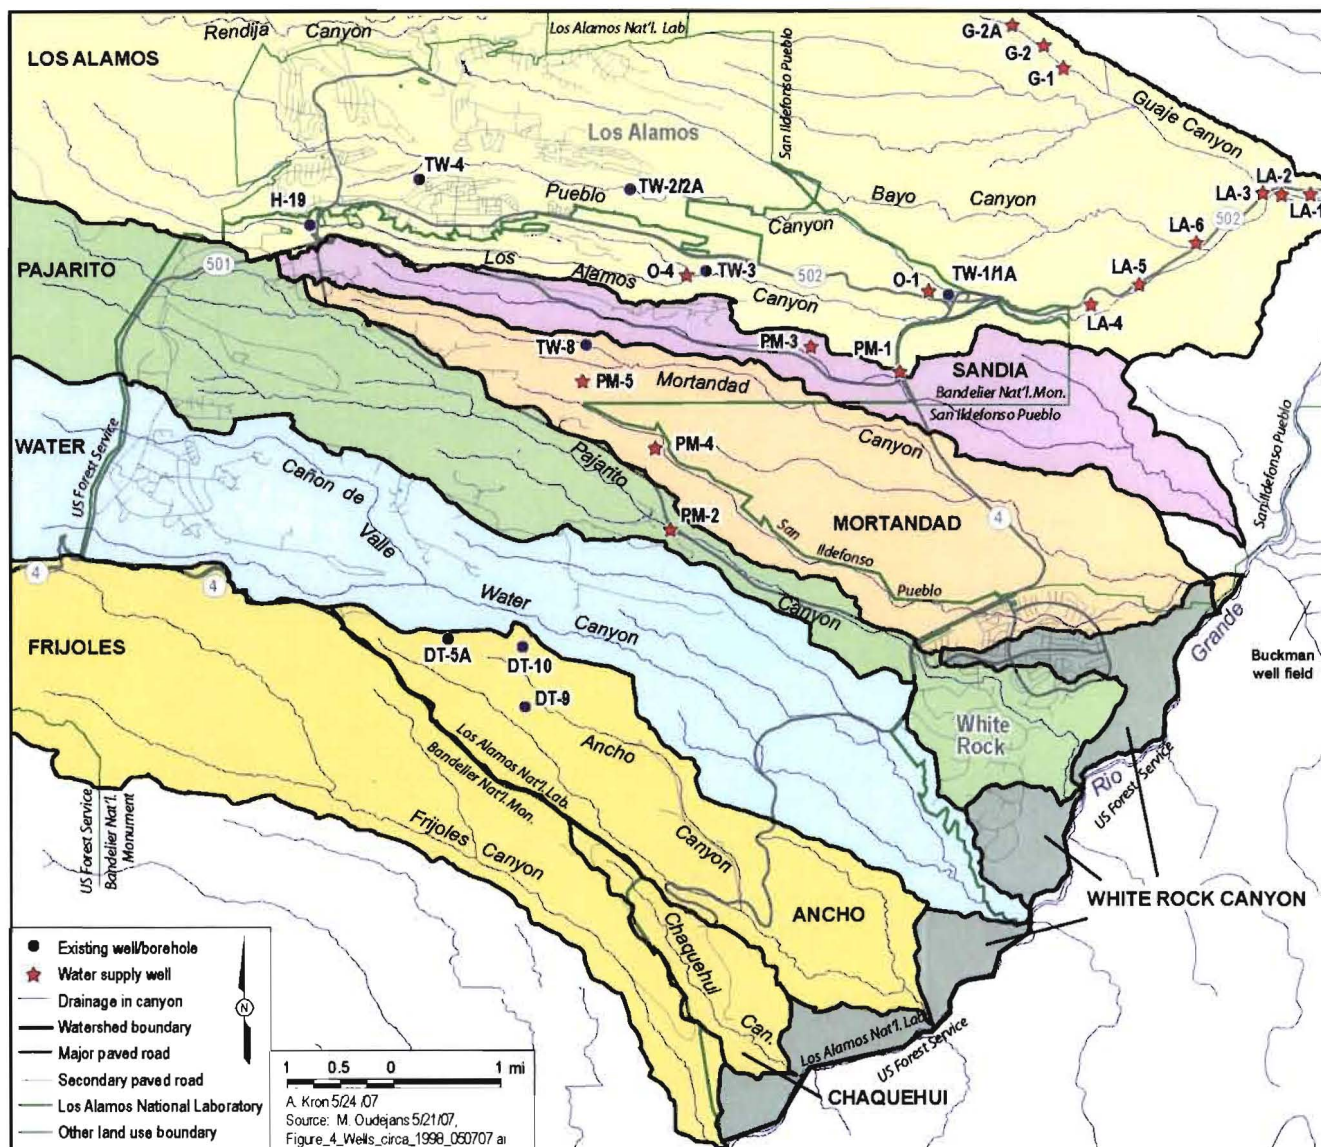 Rendija Canyon
Los Alamos Nat'l. Lab
San Ildefonso Pueblo
G-2A
G-2
G-1
Guaje Canyon
LOS ALAMOS
Los Alamos
TW-4
TW-2/2A
Pueblo
Canyon
Bayo Canyon
LA-2
LA-3
LA-1
502
H-19
LA-6
PAJARITO
501
Los Alamos Canyon
O-4
TW-3
502
O-1
TW-1/1A
LA-5
LA-4
TW-8
PM-3
PM-1
SANDIA
Bandelier Nat'l. Mon.
San Ildefonso Pueblo
PM-5
Mortandad
Canyon
WATER
US Forest Service
Cañon de
Valle
Pajarito
PM-4
San Ildefonso Pueblo
PM-2
San
Ildefonso
Pueblo
MORTANDAD
4
4
4
Water
Canyon
Canyon
Grande
Buckman
well field
FRIJOLES
DT-5A
DT-10
DT-9
White
Rock
Ancho
Los Alamos Nat'l. Lab.
Bandelier Nat'l. Mon.
Rio
US Forest Service
US Forest Service
Bandelier Nat'l.
Monument
Frijoles Canyon
Canyon
WHITE ROCK CANYON
ANCHO
Chaquehui
Can.
Los Alamos Nat'l. Lab
US Forest Service
CHAQUEHUI
Existing well/borehole
Water supply well
Drainage in canyon
Watershed boundary
Major paved road
Secondary paved road
Los Alamos National Laboratory
Other land use boundary
N
1 0.5 0 1 mi
A. Kron 5/24 /07
Source: M. Oudejans 5/21/07,
Figure_4_Wells_circa_1998_050707 ai